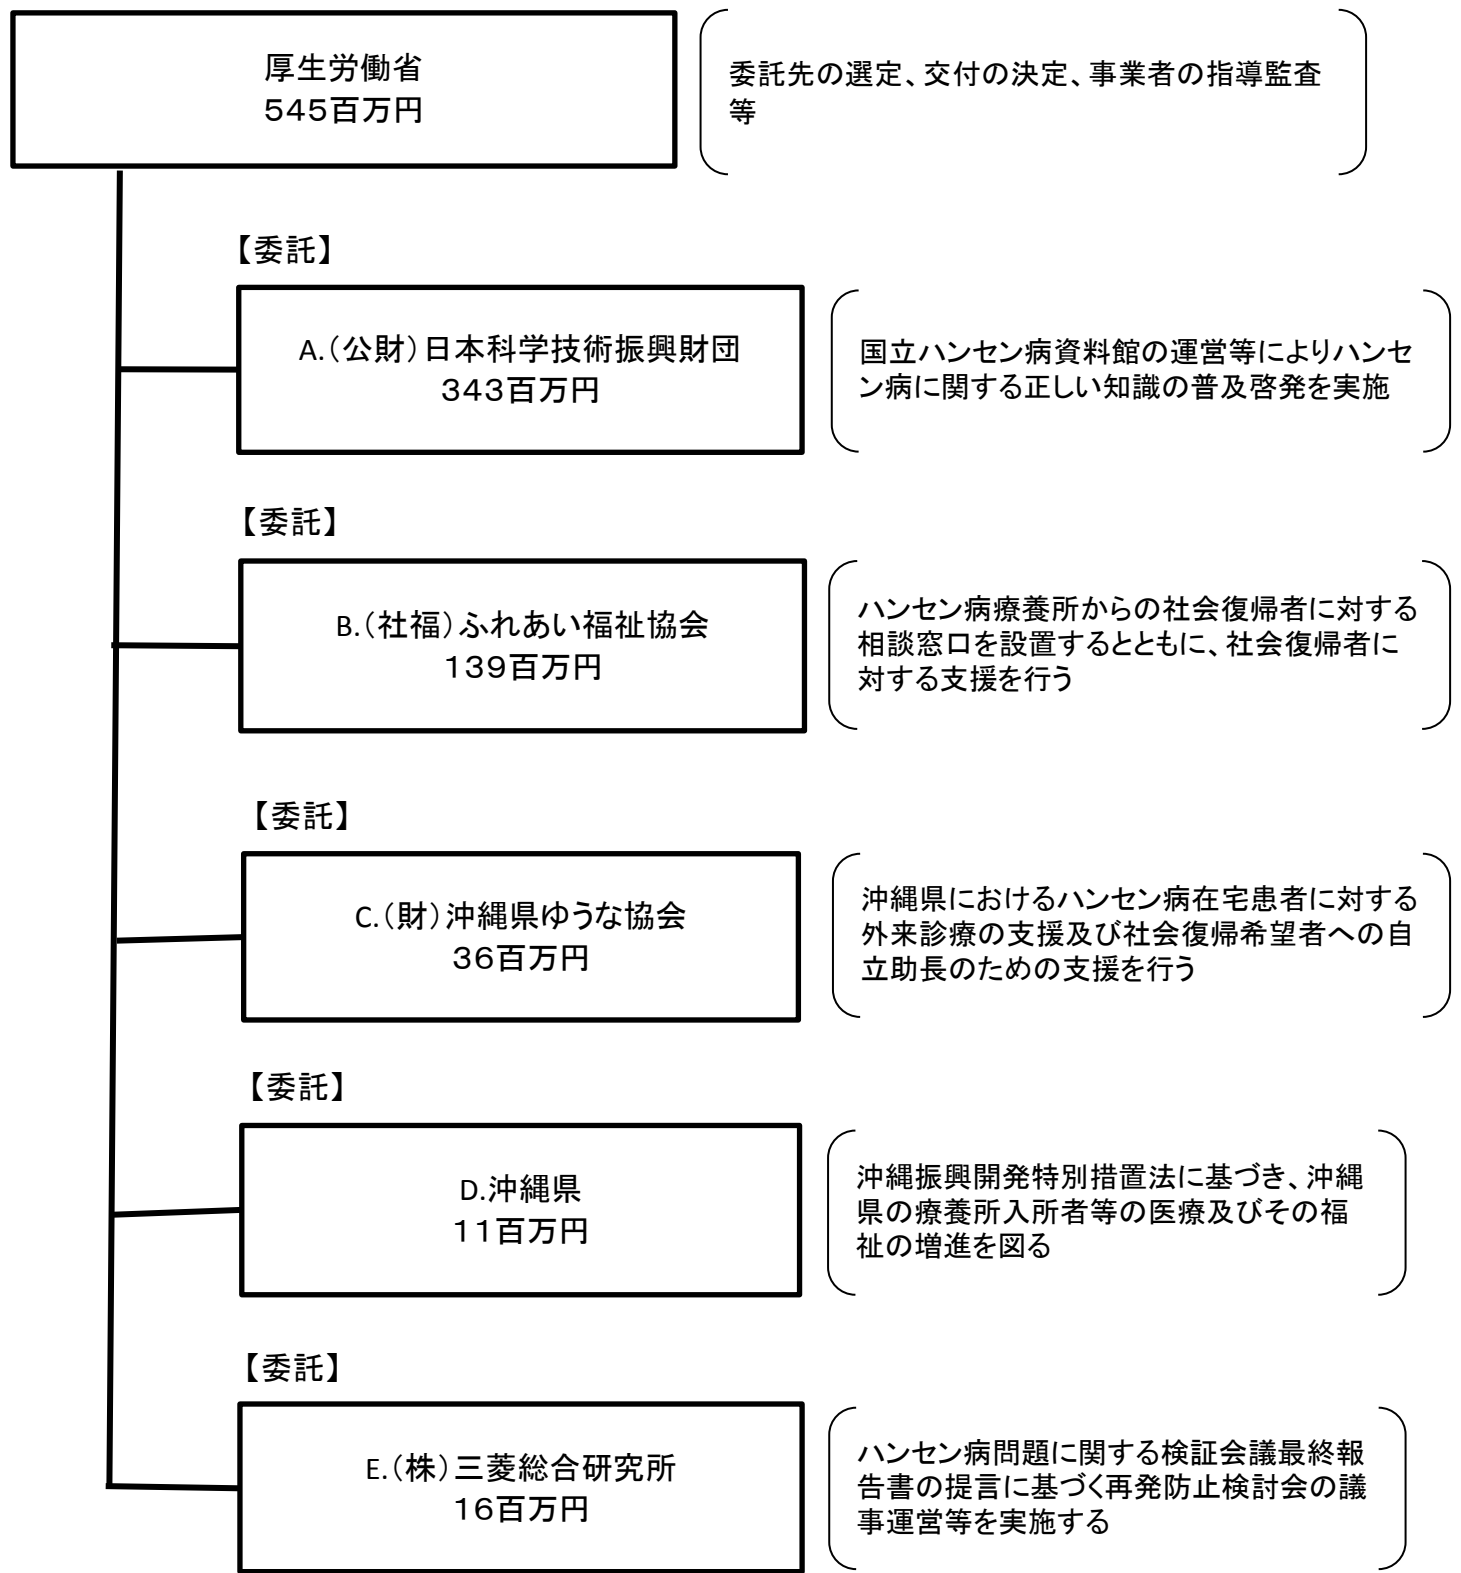 厚生労働省
545百万円
委託先の選定、交付の決定、事業者の指導監査
等
【委託】
A.（公財）日本科学技術振興財団
343百万円
国立ハンセン病資料館の運営等によりハンセ
ン病に関する正しい知識の普及啓発を実施
【委託】
B.（社福）ふれあい福祉協会
139百万円
ハンセン病療養所からの社会復帰者に対する
相談窓口を設置するとともに、社会復帰者に
対する支援を行う
【委託】
C.（財）沖縄県ゆうな協会
36百万円
沖縄県におけるハンセン病在宅患者に対する
外来診療の支援及び社会復帰希望者への自
立助長のための支援を行う
【委託】
D.沖縄県
11百万円
沖縄振興開発特別措置法に基づき、沖縄
県の療養所入所者等の医療及びその福
祉の増進を図る
【委託】
E.（株）三菱総合研究所
16百万円
ハンセン病問題に関する検証会議最終報
告書の提言に基づく再発防止検討会の議
事運営等を実施する